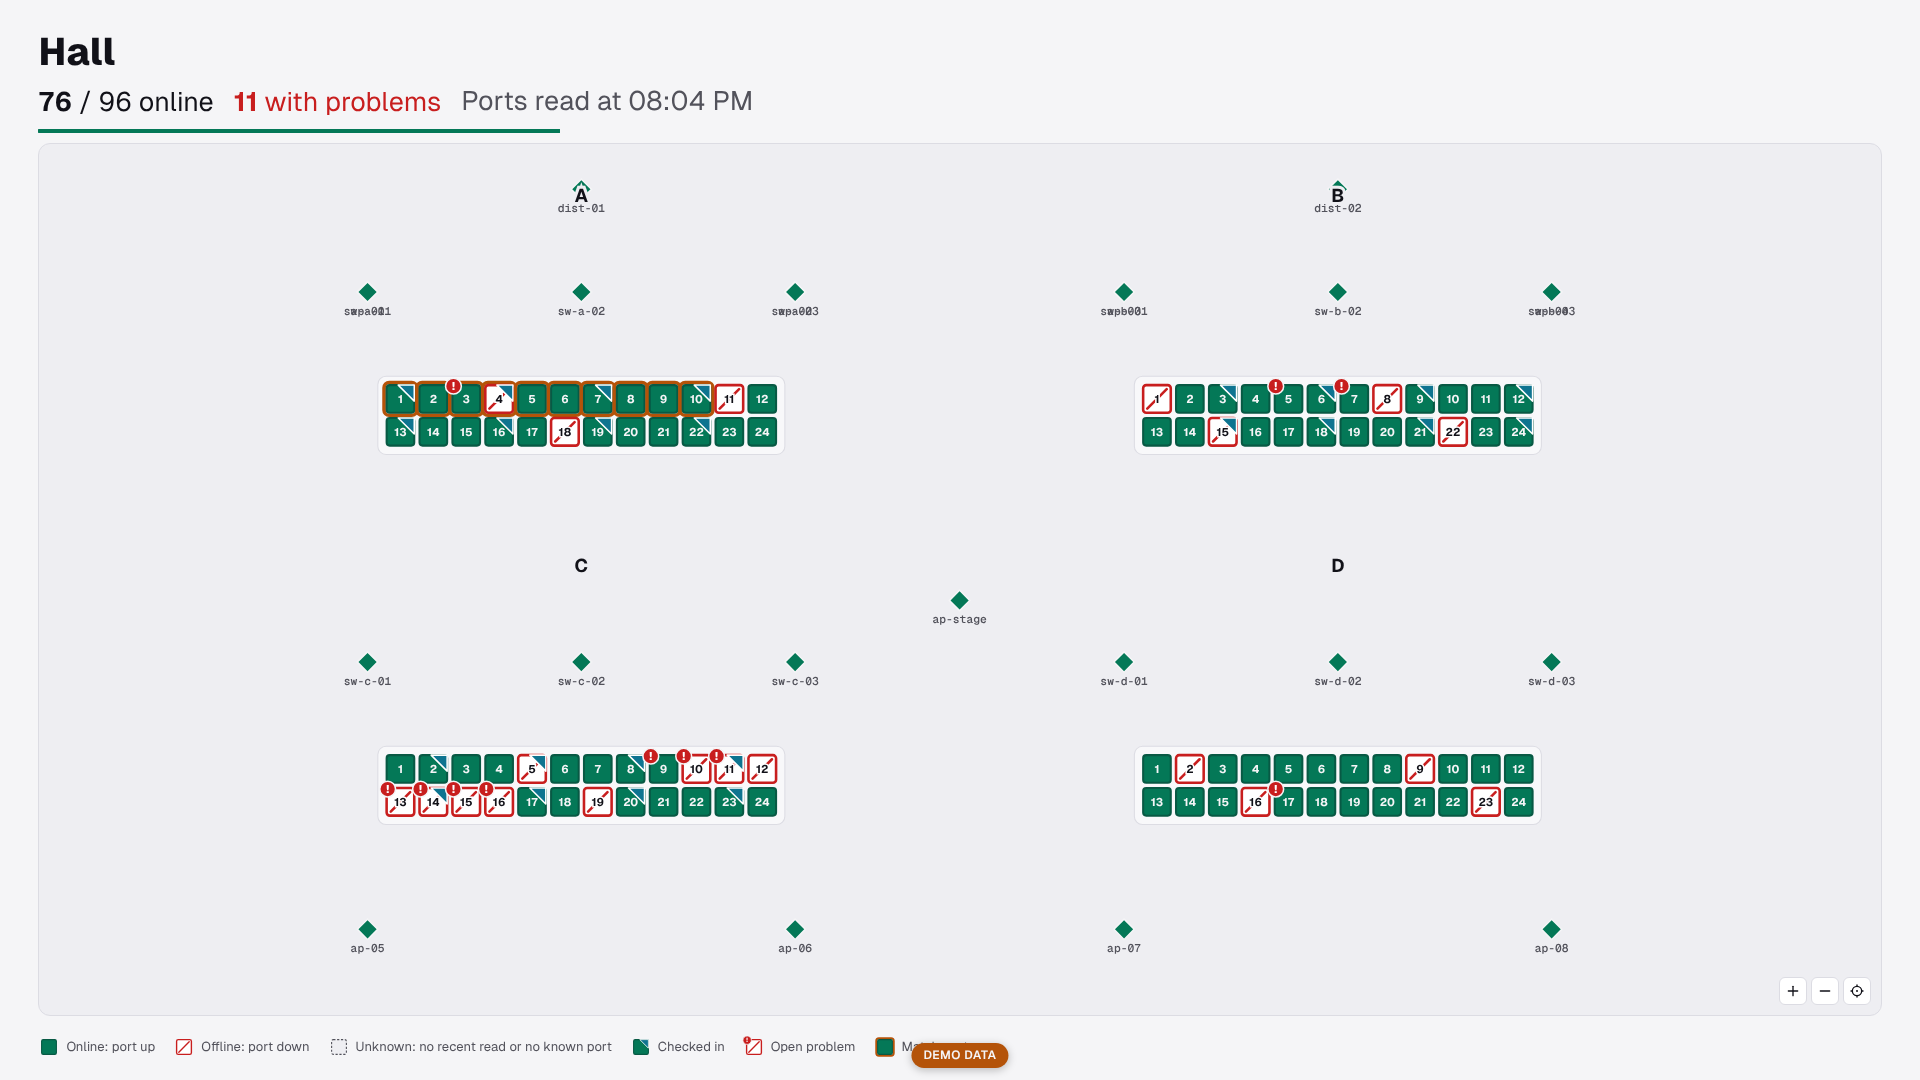 Hall
76 / 96 online 11 with problems Ports read at 08:04 PM
A B
dist-01 dist-02
sw-a-02 sw-b-02
1 2 3 4 5 6 7 8 9 10 11 12 1 2 3 4 5 6 7 8 9 10 11 12
13 14 15 16 17 18 19 20 21 22 23 24 13 14 15 16 17 18 19 20 21 22 23 24
C D
ap-stage
sw-c-01 sw-c-02 sw-c-03 sw-d-01 sw-d-02 sw-d-03
1 2 3 4 5 6 7 8 9 10 11 12 1 2 3 4 5 6 7 8 9 10 11 12
13 14 15 16 17 18 19 20 21 22 23 24 13 14 15 16 17 18 19 20 21 22 23 24
ap-05 ap-06 ap-07 ap-08
Online: port up Offline: port down Unknown: no recent read or no known port Checked in Open problem
DEMO DATA